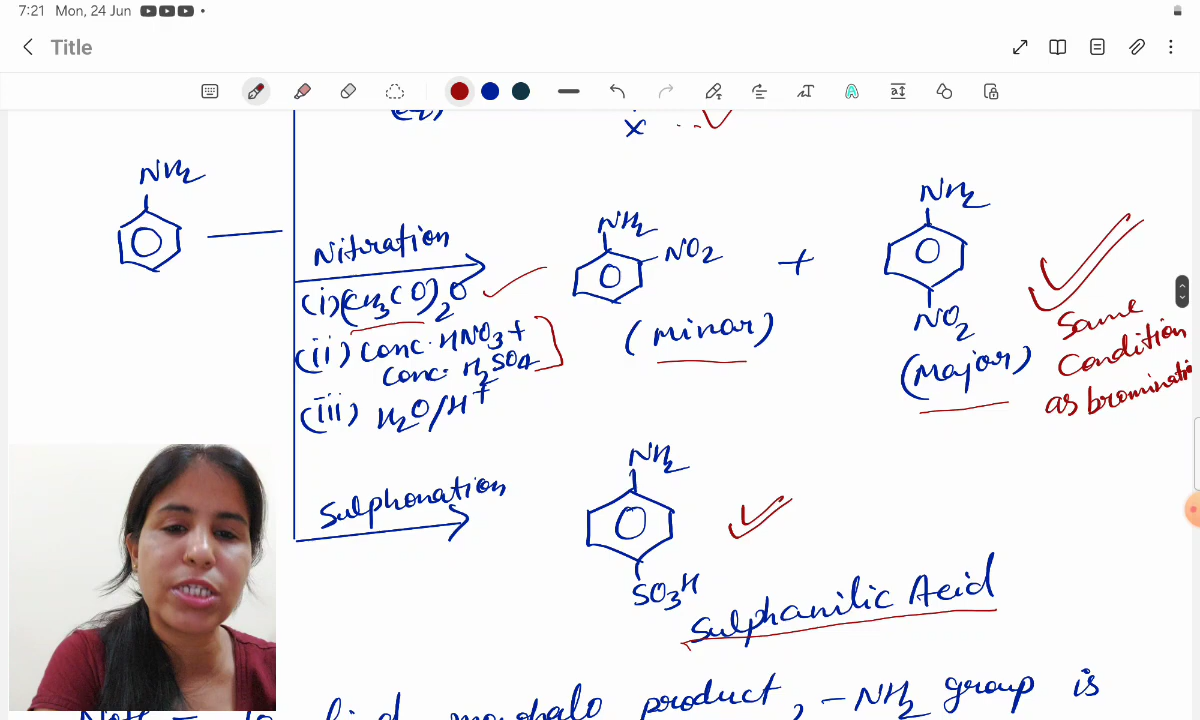 7:21 Mon, 24 Jun
Title
x
NH2
Nitration
(i)(CH3CO)2O
(ii) conc. HNO3+
conc. H2SO4
(iii) H2O/H+
NH2
NO2
(minor)
+
NH2
NO2
(Major)
Same
Condition
as brominati
Sulphonation
NH2
SO3H
Sulphanilic Acid
product, -NH2 group is